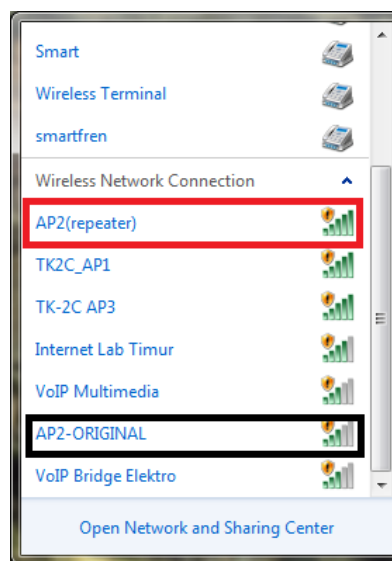 Smart
Wireless Terminal
smartfren
Wireless Network Connection
AP2(repeater)
TK2C_AP1
TK-2C AP3
Internet Lab Timur
VoIP Multimedia
AP2-ORIGINAL
VoIP Bridge Elektro
Open Network and Sharing Center